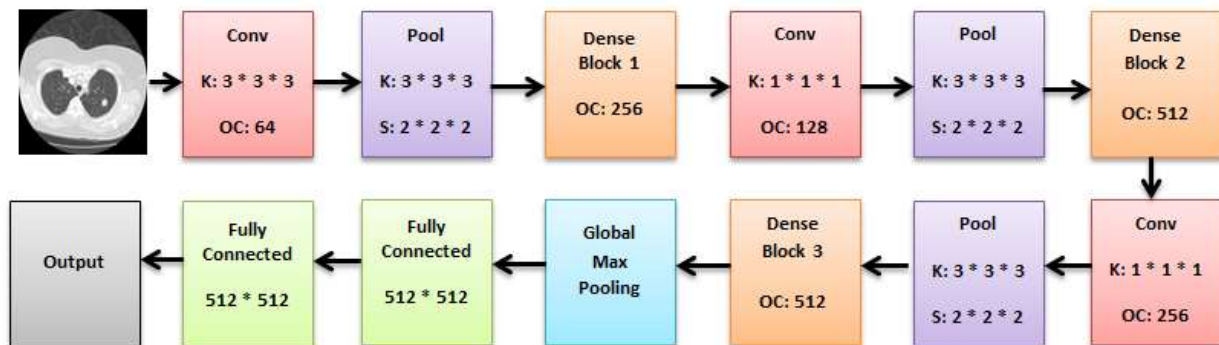 Conv
K: 3 * 3 * 3
OC: 64
Pool
K: 3 * 3 * 3
S: 2 * 2 * 2
Dense
Block 1
OC: 256
Conv
K: 1 * 1 * 1
OC: 128
Pool
K: 3 * 3 * 3
S: 2 * 2 * 2
Dense
Block 2
OC: 512
Conv
K: 1 * 1 * 1
OC: 256
Pool
K: 3 * 3 * 3
S: 2 * 2 * 2
Dense
Block 3
OC: 512
Global
Max
Pooling
Fully
Connected
512 * 512
Fully
Connected
512 * 512
Output